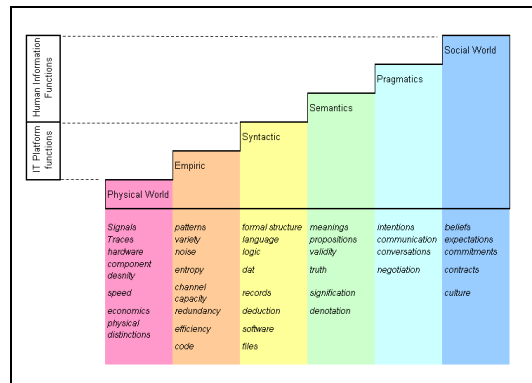 Human Information
Functions
IT Platform
functions
Social World
Pragmatics
Semantics
Syntactic
Empiric
Physical World
Signals
Traces
hardware
component
desnity
speed
economics
physical
distinctions
patterns
variety
noise
entropy
channel
capacity
redundancy
efficiency
code
formal structure
language
logic
dat
records
deduction
software
files
meanings
propositions
validity
truth
signification
denotation
intentions
communication
conversations
negotiation
beliefs
expectations
commitments
contracts
culture